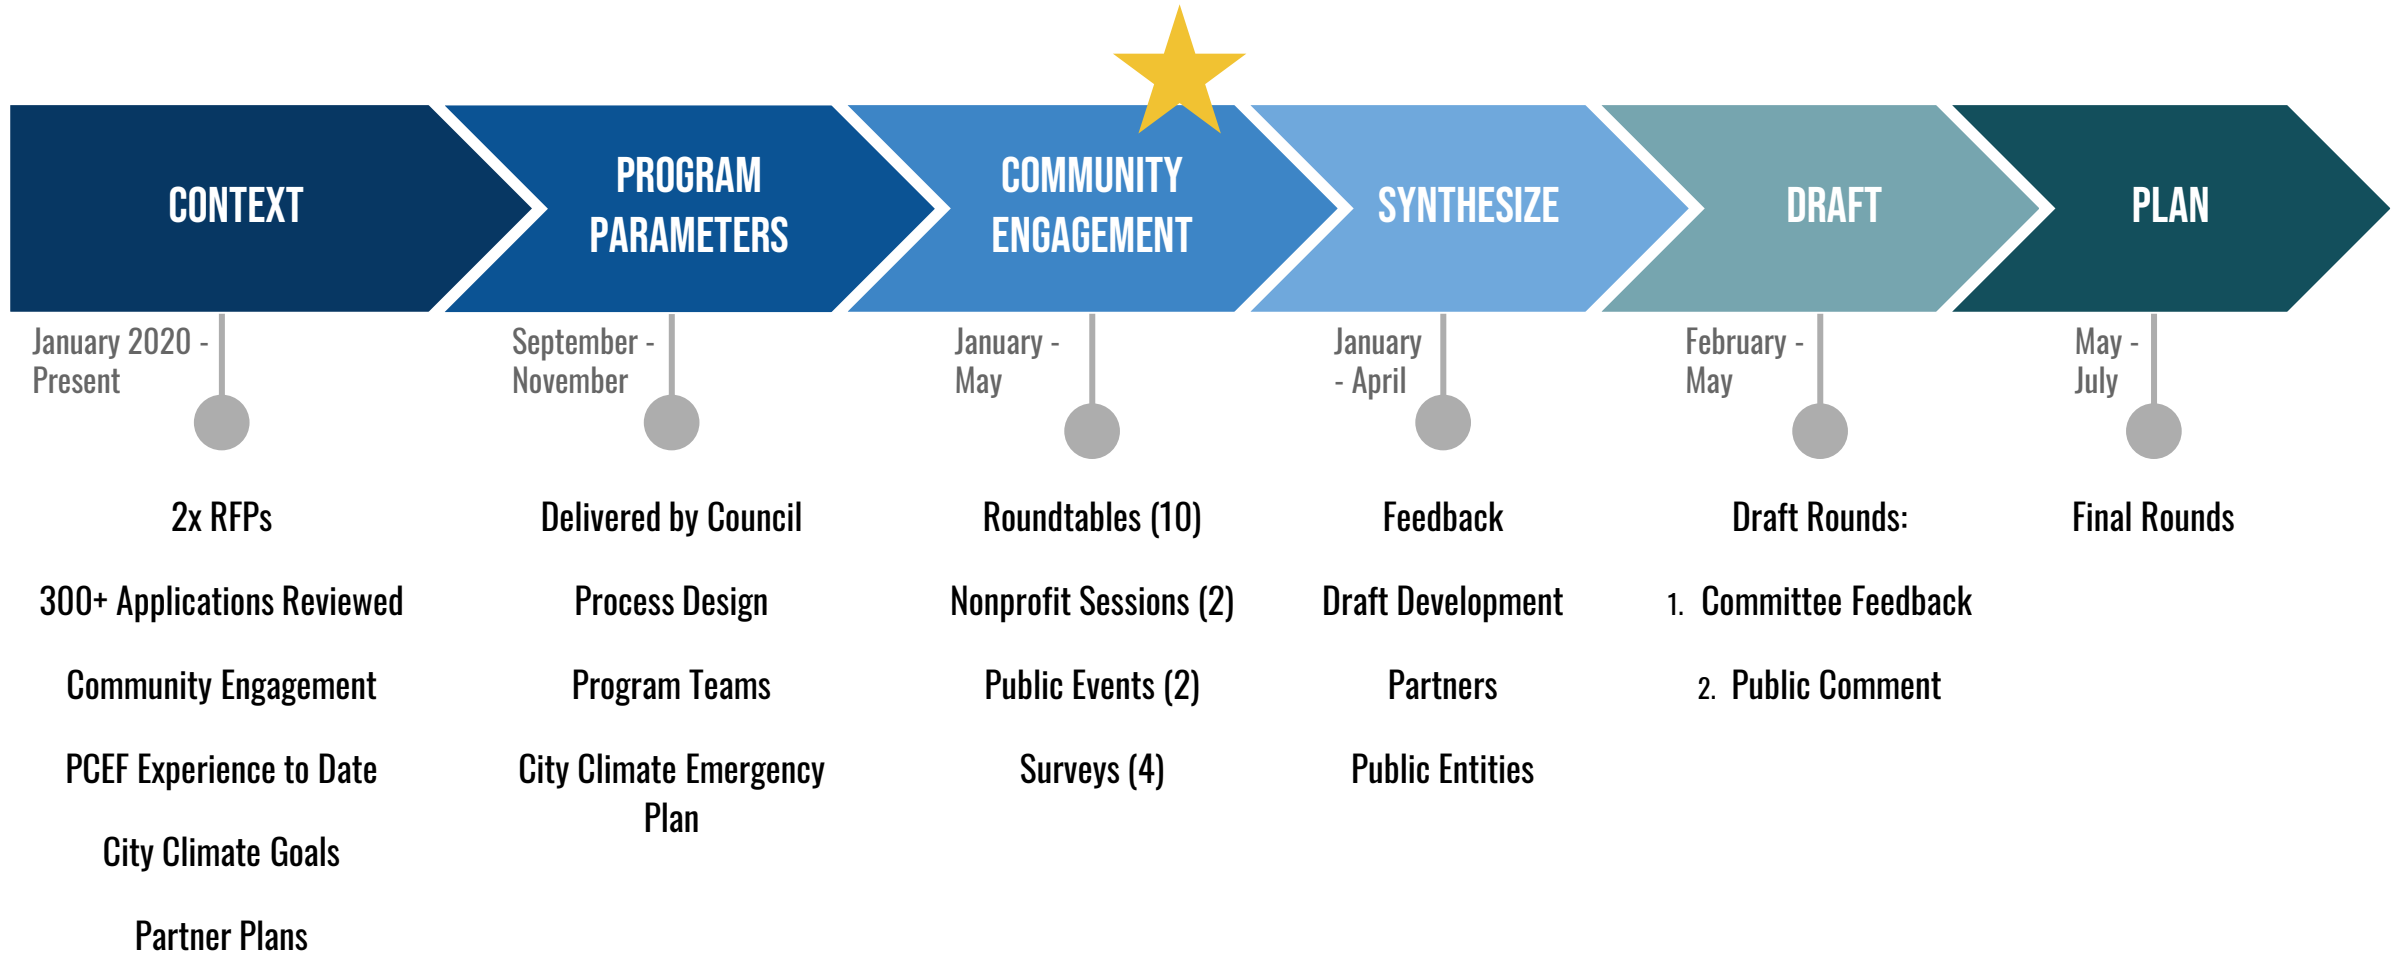 CONTEXT
PROGRAM
PARAMETERS
COMMUNITY
ENGAGEMENT
SYNTHESIZE
DRAFT
PLAN
January 2020 -
Present
September -
November
January -
May
January
- April
February -
May
May -
July
2x RFPs
300+ Applications Reviewed
Community Engagement
PCEF Experience to Date
City Climate Goals
Partner Plans
Delivered by Council
Process Design
Program Teams
City Climate Emergency
Plan
Roundtables (10)
Nonprofit Sessions (2)
Public Events (2)
Surveys (4)
Feedback
Draft Development
Partners
Public Entities
Draft Rounds:
1. Committee Feedback
2. Public Comment
Final Rounds